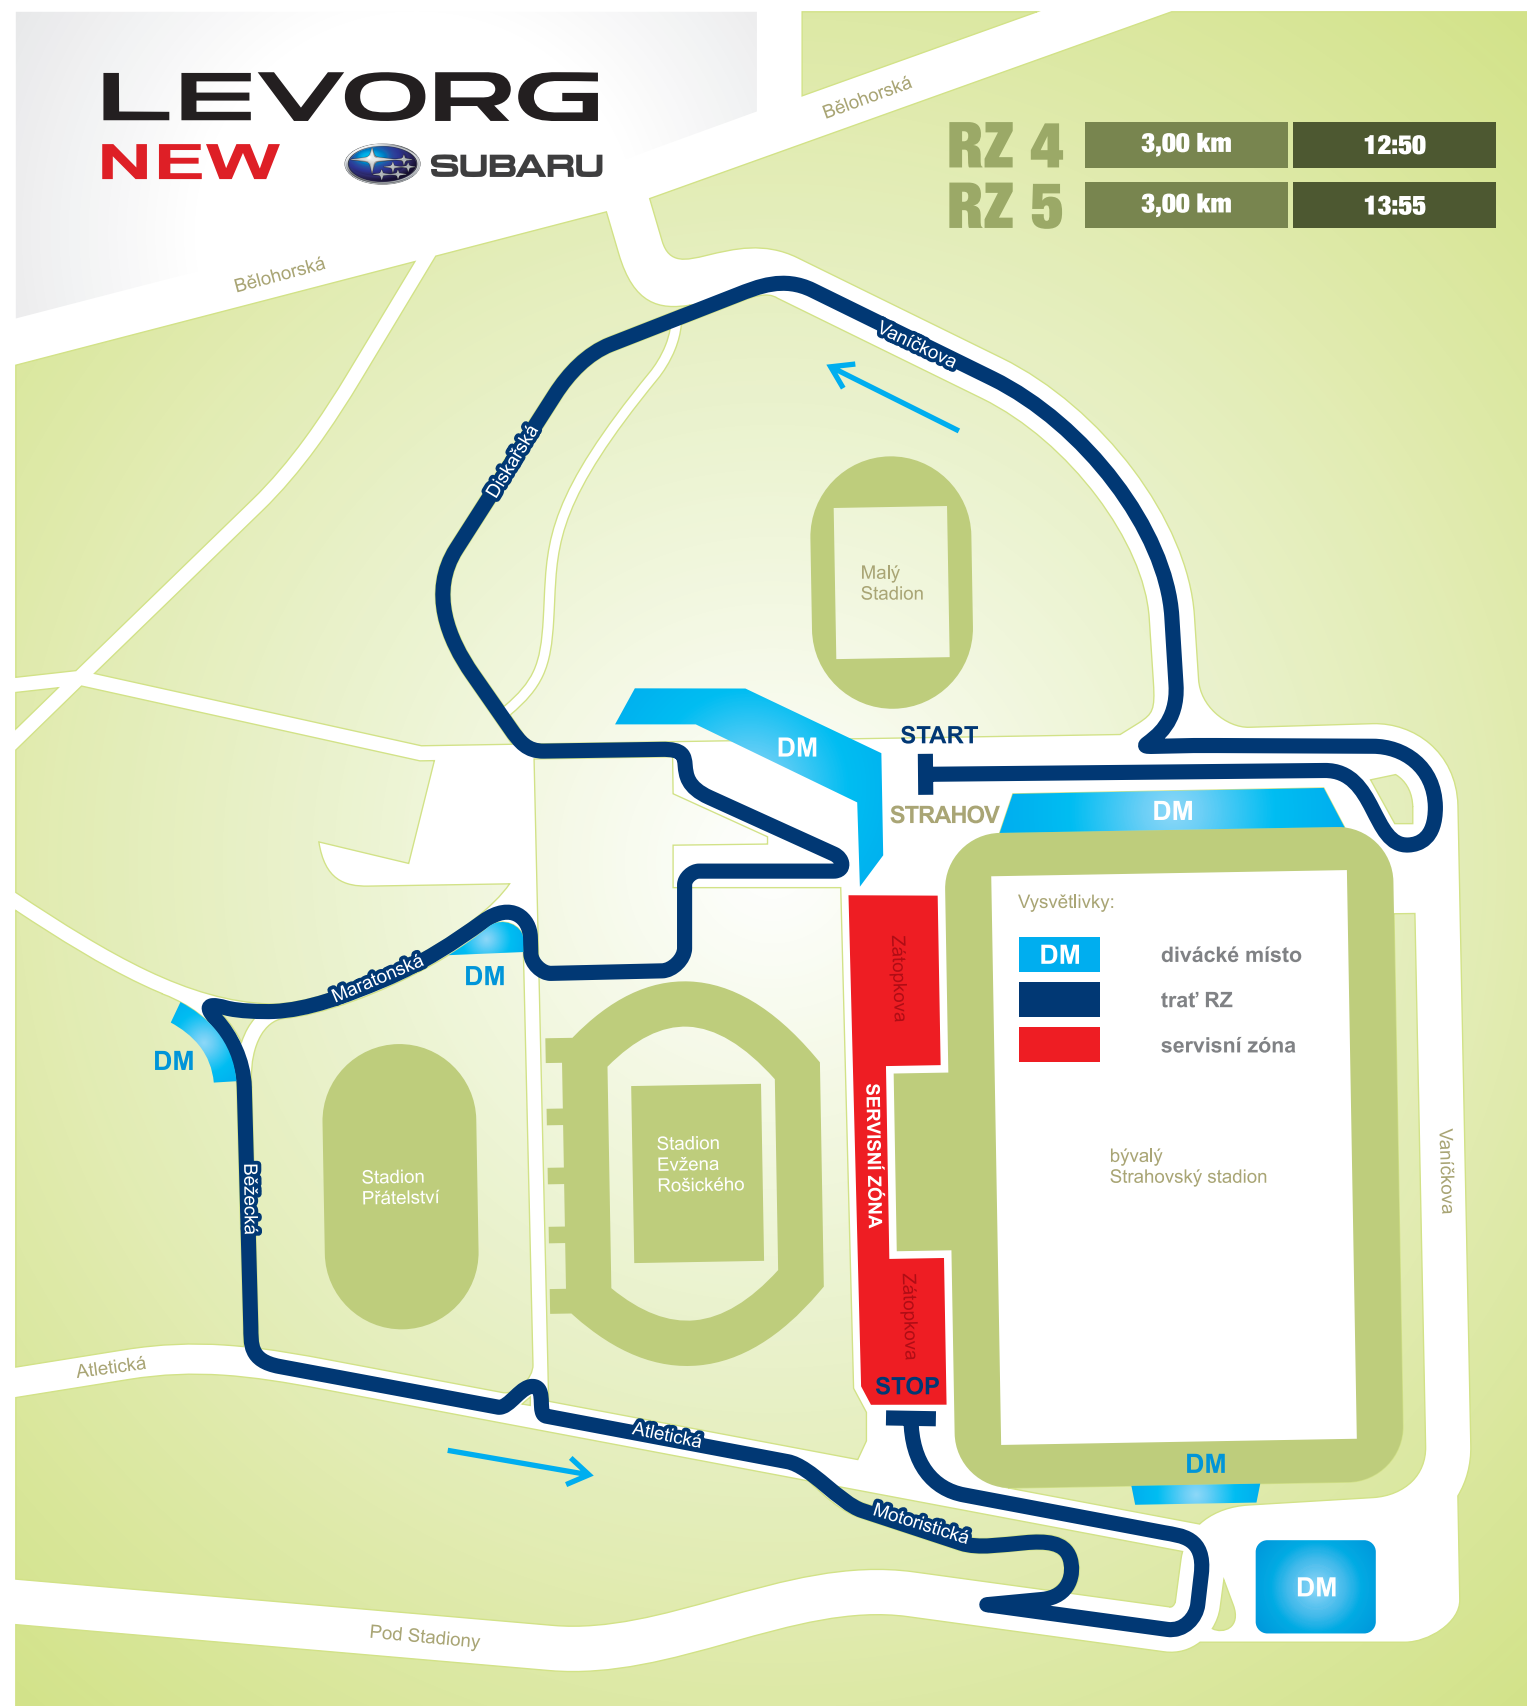 LEVORG
NEW SUBARU
Bělohorská
RZ 4 3,00 km 12:50
RZ 5 3,00 km 13:55
Bělohorská
Vaníčkova
Diskařská
Malý
Stadion
START
DM
STRAHOV
DM
Vysvětlivky:
DM divácké místo
trať RZ
servisní zóna
Zátopkova
Maratonská
DM
DM
SERVISNÍ ZÓNA
Stadion
Evžena
Rošického
Stadion
Přátelství
Běžecká
bývalý
Strahovský stadion
Vaníčkova
Zátopkova
Atletická
STOP
Atletická
DM
Motoristická
DM
Pod Stadiony